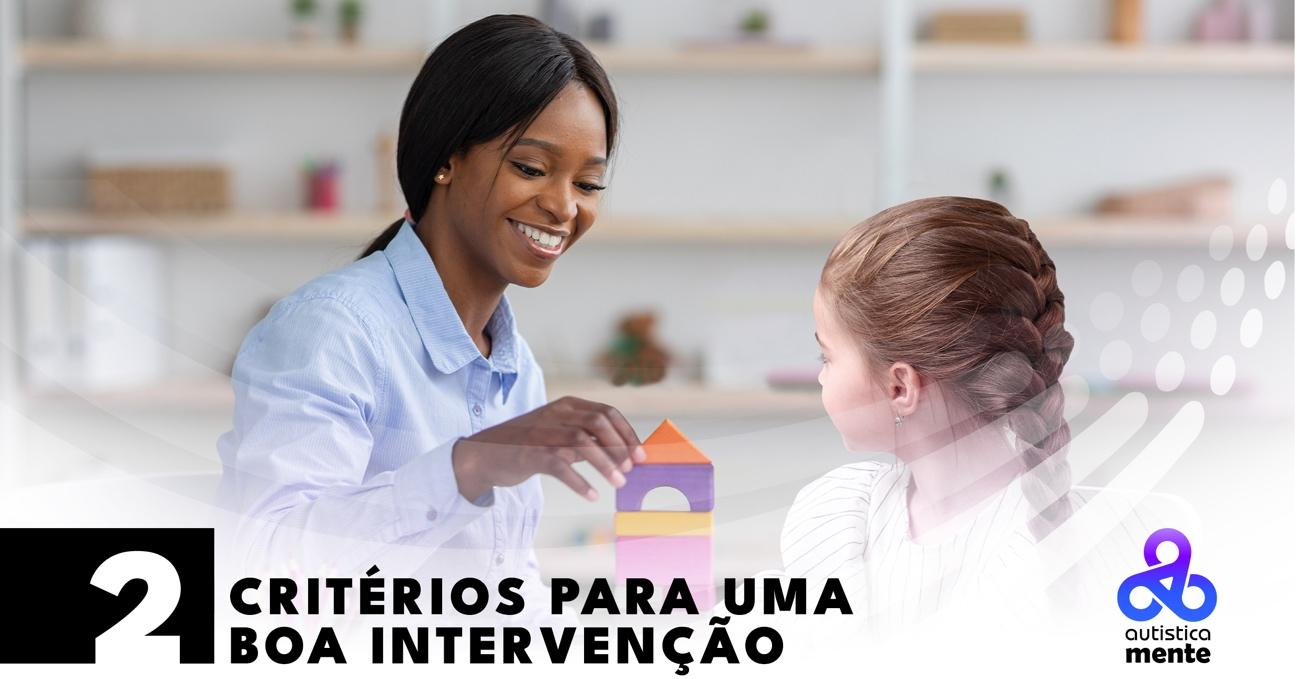 2
CRITÉRIOS PARA UMA
BOA INTERVENÇÃO
autistica
mente